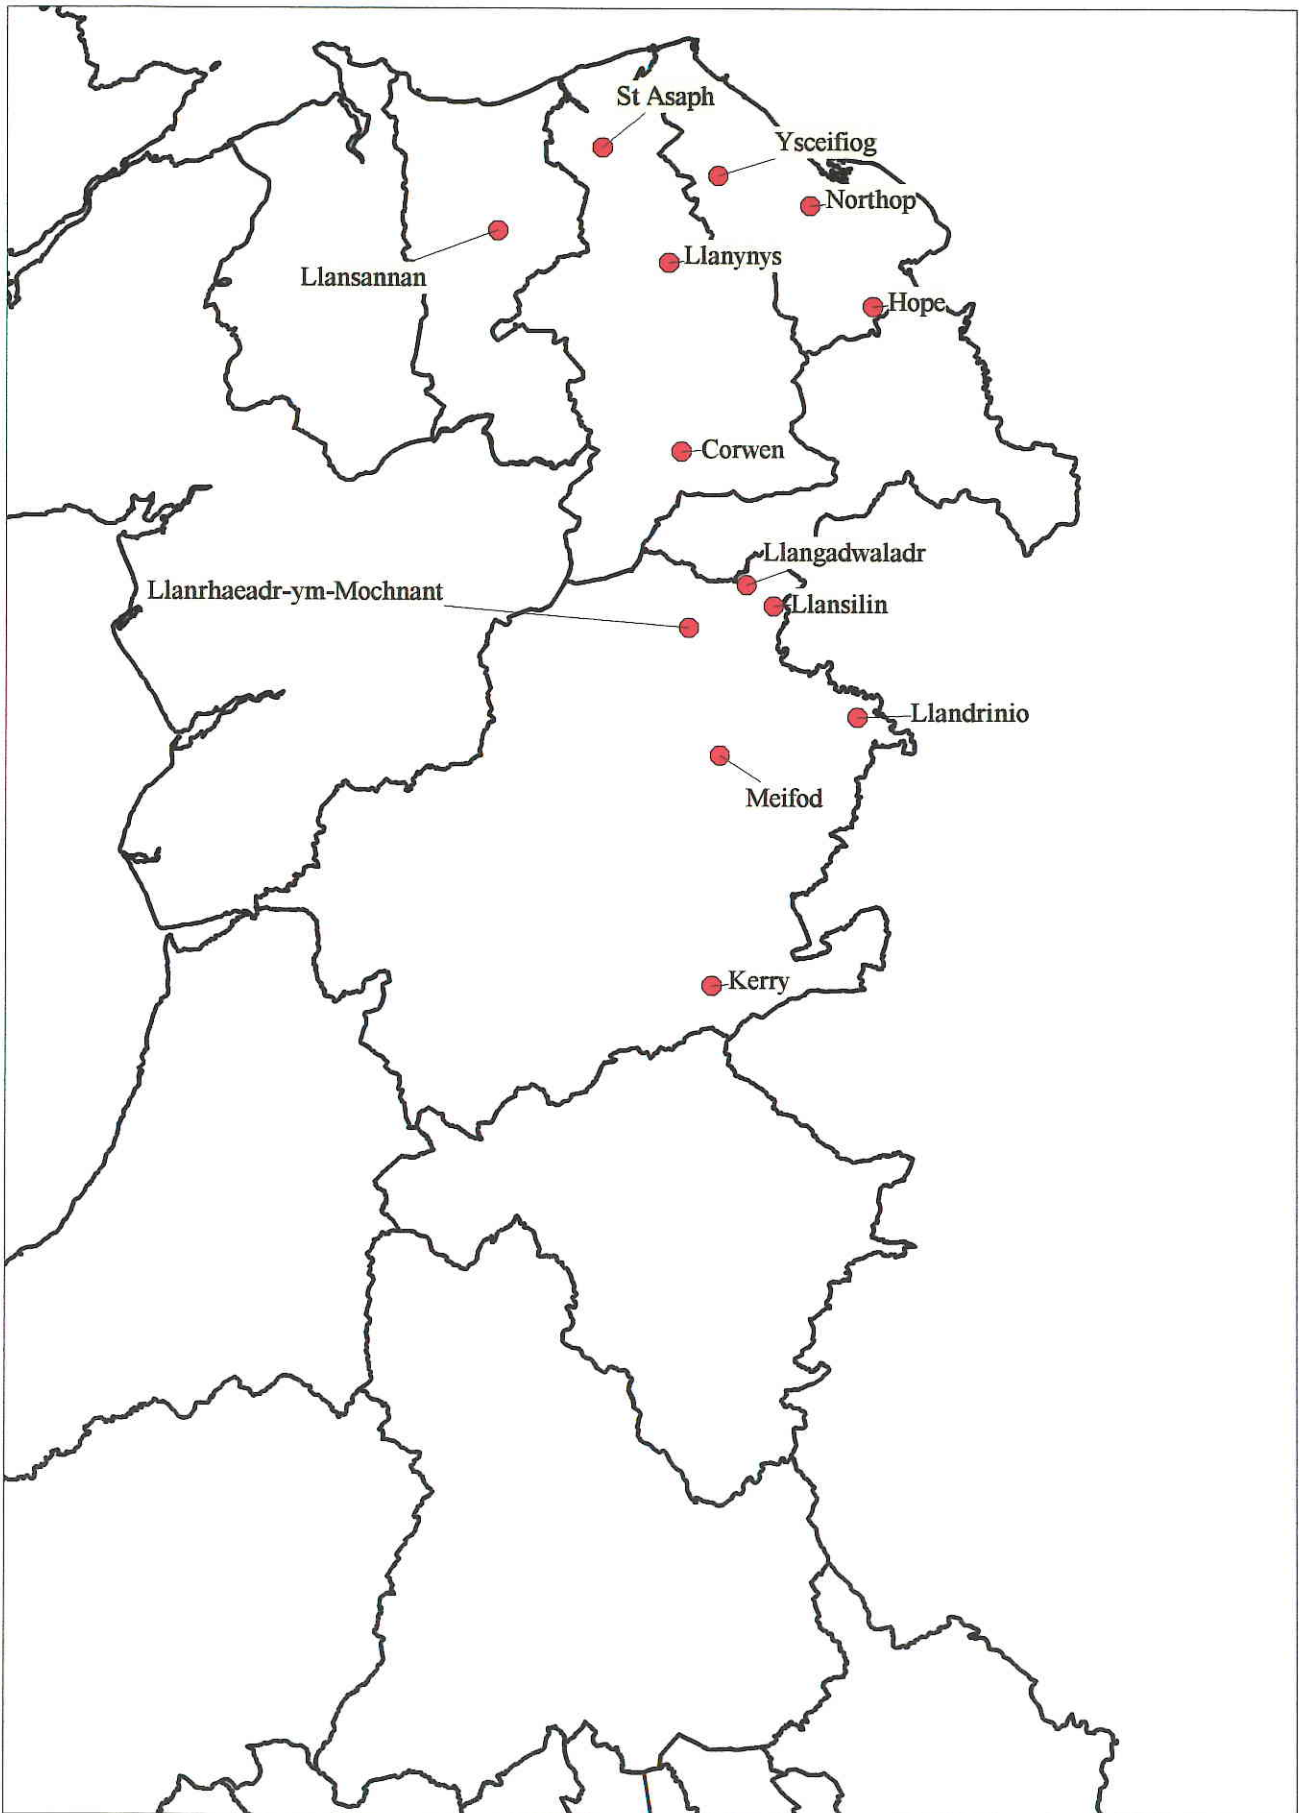 St Asaph
Ysceifiog
Northop
Llanynys
Llansannan
Hope
Corwen
Llangadwaladr
Llanrhaeadr-ym-Mochnant
Llansilin
Llandrinio
Meifod
Kerry